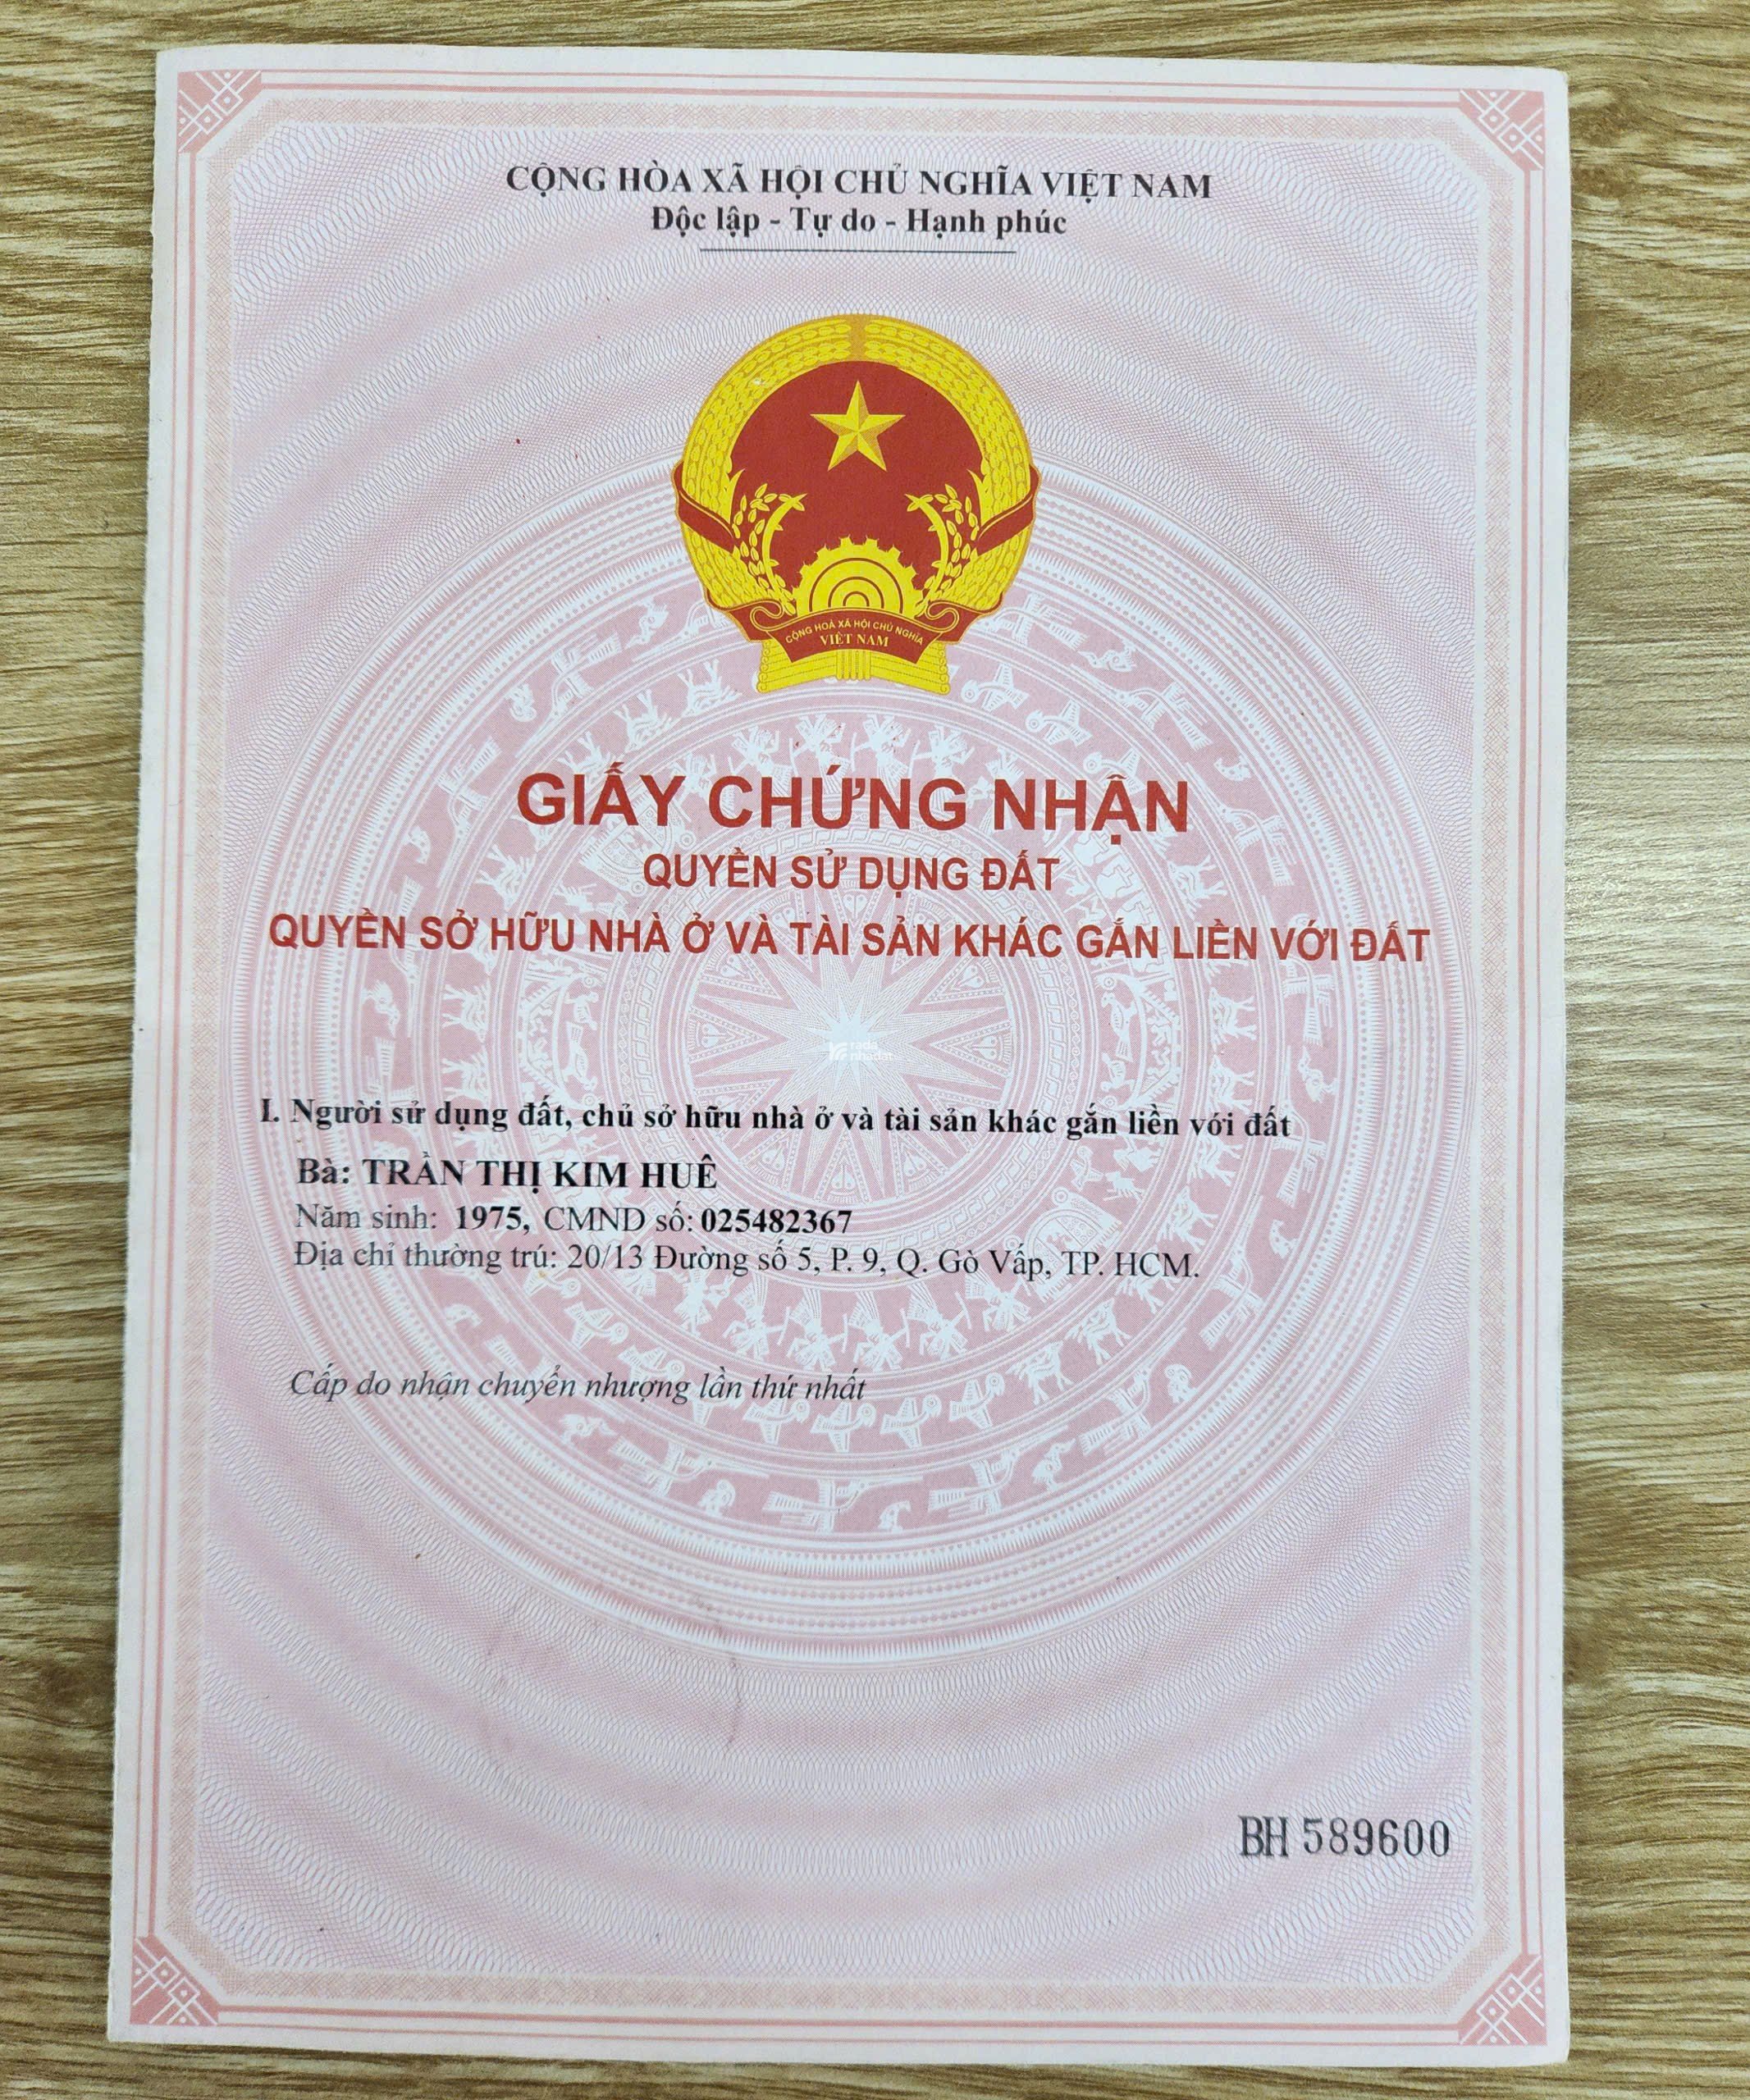 CỘNG HÒA XÃ HỘI CHỦ NGHĨA VIỆT NAM
Độc lập - Tự do - Hạnh phúc
CỘNG HOÀ XÃ HỘI CHỦ NGHĨA
VIỆT NAM
GIẤY CHỨNG NHẬN
QUYỀN SỬ DỤNG ĐẤT
QUYỀN SỞ HỮU NHÀ Ở VÀ TÀI SẢN KHÁC GẮN LIỀN VỚI ĐẤT
rada
nhadat
I. Người sử dụng đất, chủ sở hữu nhà ở và tài sản khác gắn liền với đất
Bà: TRẦN THỊ KIM HUÊ
Năm sinh: 1975, CMND số: 025482367
Địa chỉ thường trú: 20/13 Đường số 5, P. 9, Q. Gò Vấp, TP. HCM.
Cấp do nhận chuyển nhượng lần thứ nhất
BH 589600